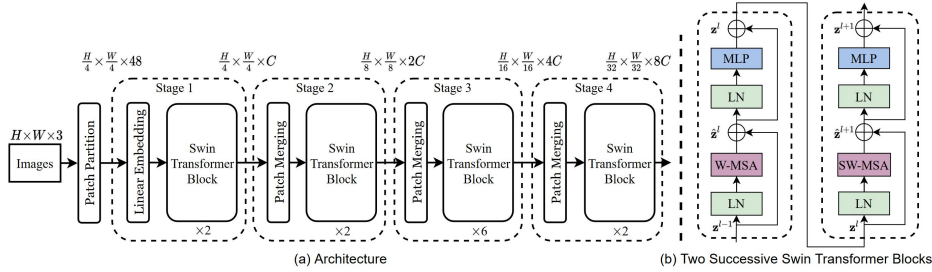 H/4 × W/4 × 48
H/4 × W/4 × C
H/8 × W/8 × 2C
H/16 × W/16 × 4C
H/32 × W/32 × 8C
H×W×3
Images
Patch Partition
Stage 1
Linear Embedding
Swin
Transformer
Block
×2
Stage 2
Patch Merging
Swin
Transformer
Block
×2
Stage 3
Patch Merging
Swin
Transformer
Block
×6
Stage 4
Patch Merging
Swin
Transformer
Block
×2
(a) Architecture
z^l
MLP
LN
ẑ^l
W-MSA
LN
z^{l-1}
z^{l+1}
MLP
LN
ẑ^{l+1}
SW-MSA
LN
z^l
(b) Two Successive Swin Transformer Blocks